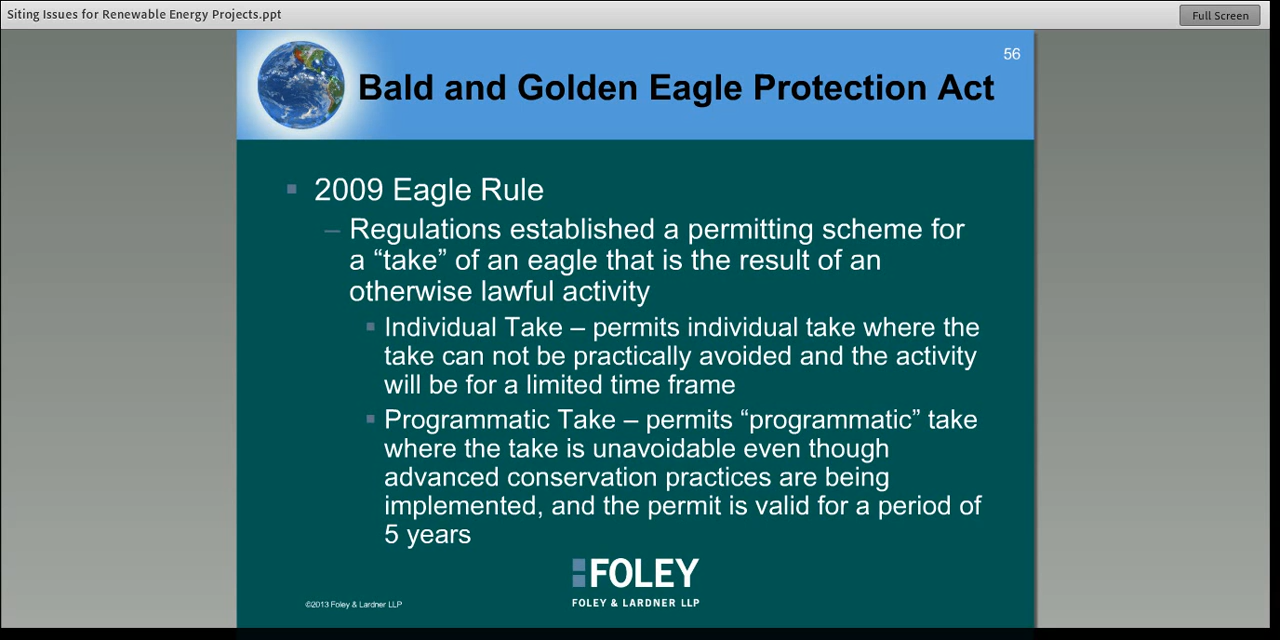 Siting Issues for Renewable Energy Projects.ppt
Full Screen
56
Bald and Golden Eagle Protection Act
2009 Eagle Rule
– Regulations established a permitting scheme for
a “take” of an eagle that is the result of an
otherwise lawful activity
Individual Take – permits individual take where the
take can not be practically avoided and the activity
will be for a limited time frame
Programmatic Take – permits “programmatic” take
where the take is unavoidable even though
advanced conservation practices are being
implemented, and the permit is valid for a period of
5 years
FOLEY
FOLEY & LARDNER LLP
©2013 Foley & Lardner LLP